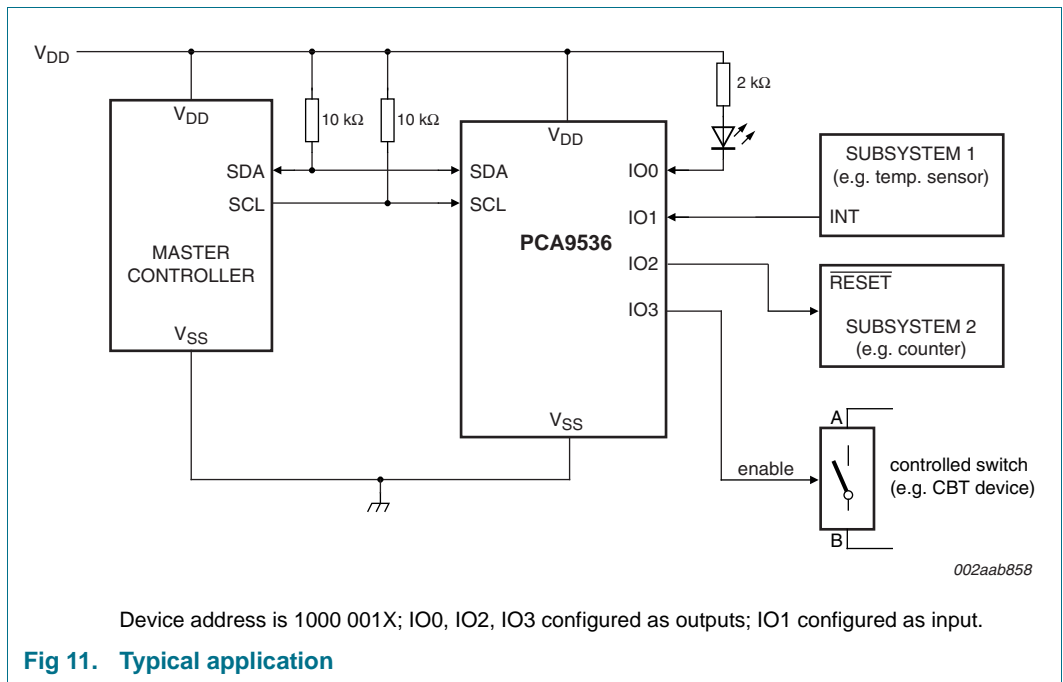 VDD
VDD
10 kΩ
10 kΩ
VDD
2 kΩ
SDA
SCL
MASTER
CONTROLLER
VSS
SDA
SCL
PCA9536
IO0
IO1
IO2
IO3
VSS
SUBSYSTEM 1
(e.g. temp. sensor)
INT
RESET
SUBSYSTEM 2
(e.g. counter)
A
enable
controlled switch
(e.g. CBT device)
B
002aab858
Device address is 1000 001X; IO0, IO2, IO3 configured as outputs; IO1 configured as input.
Fig 11. Typical application